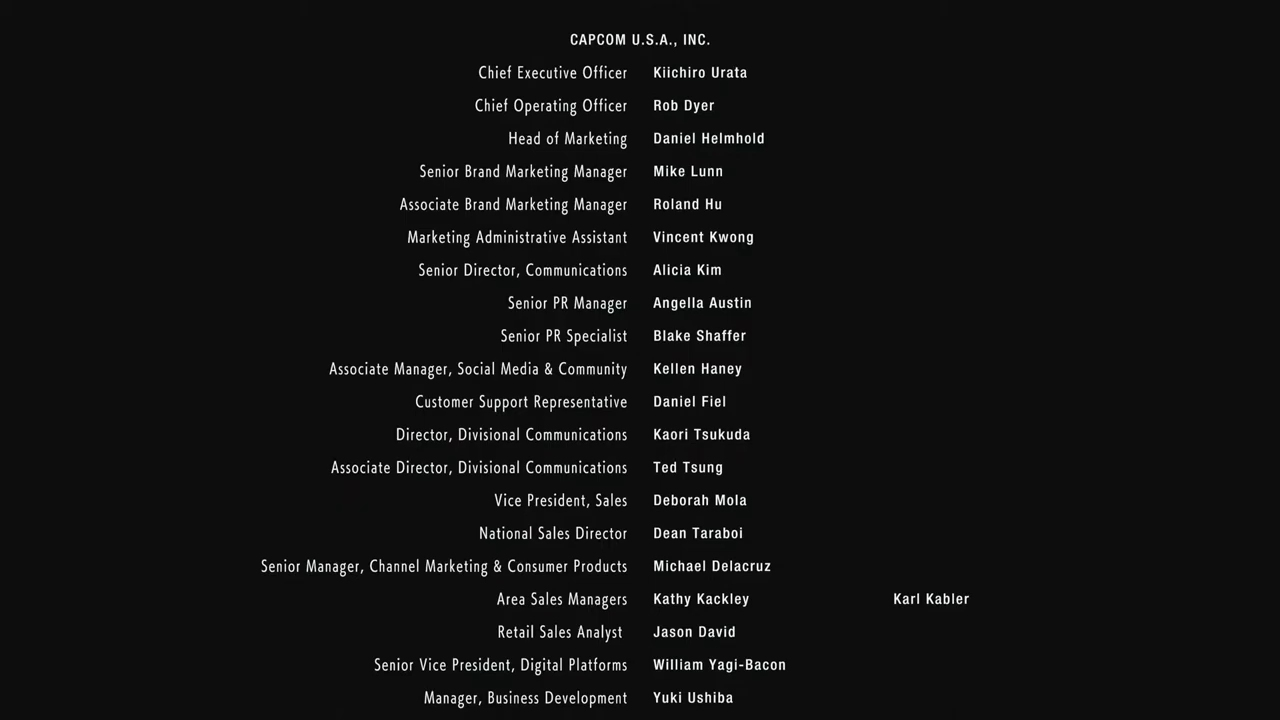 CAPCOM U.S.A., INC.
Chief Executive Officer Kiichiro Urata
Chief Operating Officer Rob Dyer
Head of Marketing Daniel Helmhold
Senior Brand Marketing Manager Mike Lunn
Associate Brand Marketing Manager Roland Hu
Marketing Administrative Assistant Vincent Kwong
Senior Director, Communications Alicia Kim
Senior PR Manager Angella Austin
Senior PR Specialist Blake Shaffer
Associate Manager, Social Media & Community Kellen Haney
Customer Support Representative Daniel Fiel
Director, Divisional Communications Kaori Tsukuda
Associate Director, Divisional Communications Ted Tsung
Vice President, Sales Deborah Mola
National Sales Director Dean Taraboi
Senior Manager, Channel Marketing & Consumer Products Michael Delacruz
Area Sales Managers Kathy Kackley Karl Kabler
Retail Sales Analyst Jason David
Senior Vice President, Digital Platforms William Yagi-Bacon
Manager, Business Development Yuki Ushiba